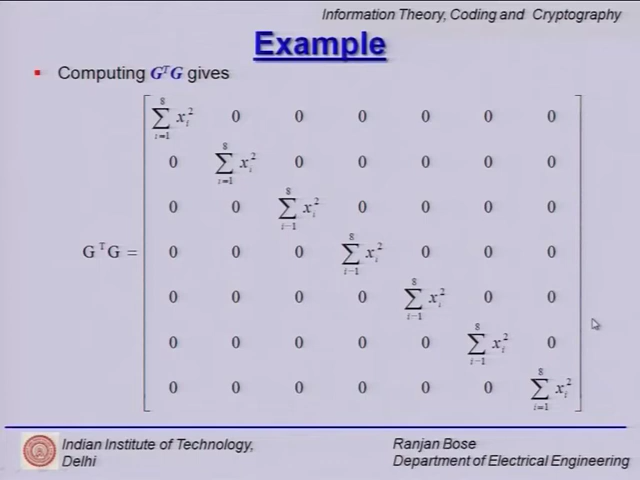 Information Theory, Coding and Cryptography
Example
Computing GᵀG gives
∑ᵢ₌₁⁸ xᵢ² 0 0 0 0 0 0
0 ∑ᵢ₌₁⁸ xᵢ² 0 0 0 0 0
0 0 ∑ᵢ₌₁⁸ xᵢ² 0 0 0 0
GᵀG = 0 0 0 ∑ᵢ₌₁⁸ xᵢ² 0 0 0
0 0 0 0 ∑ᵢ₌₁⁸ xᵢ² 0 0
0 0 0 0 0 ∑ᵢ₌₁⁸ xᵢ² 0
0 0 0 0 0 0 ∑ᵢ₌₁⁸ xᵢ²
Indian Institute of Technology,
Delhi
Ranjan Bose
Department of Electrical Engineering